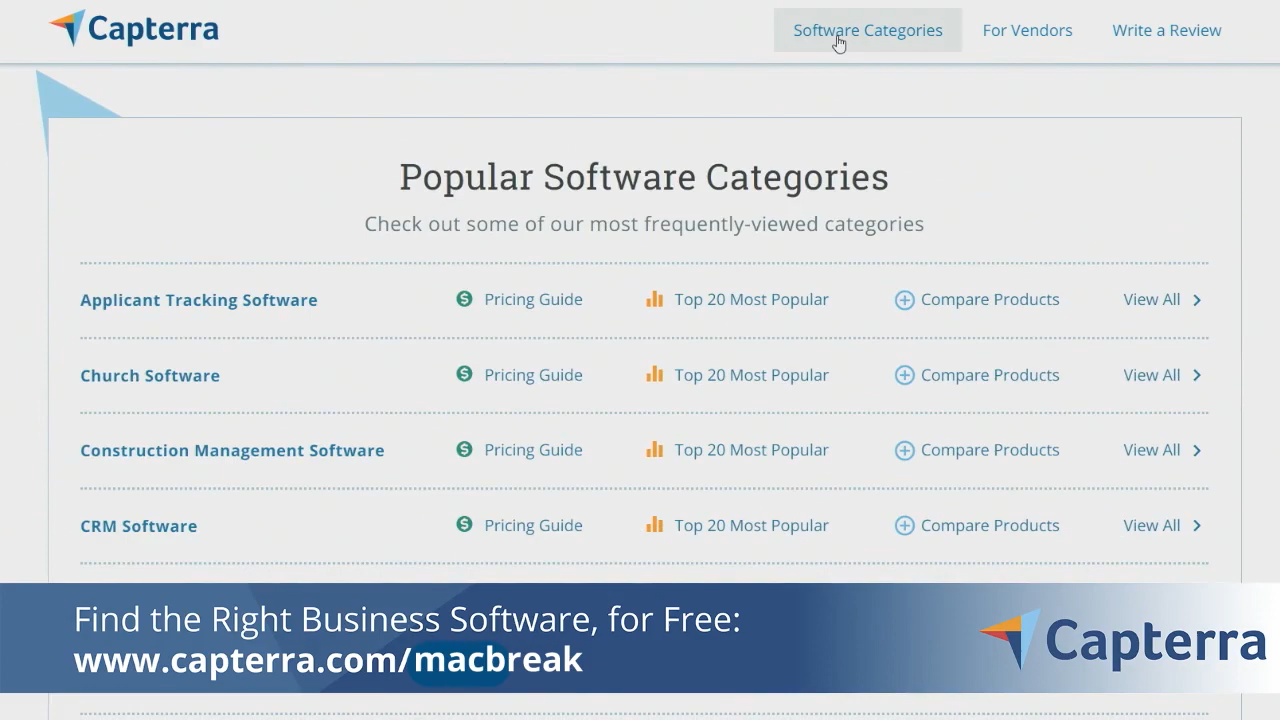 Capterra
Software Categories For Vendors Write a Review
Popular Software Categories
Check out some of our most frequently-viewed categories
Applicant Tracking Software Pricing Guide Top 20 Most Popular Compare Products View All
Church Software Pricing Guide Top 20 Most Popular Compare Products View All
Construction Management Software Pricing Guide Top 20 Most Popular Compare Products View All
CRM Software Pricing Guide Top 20 Most Popular Compare Products View All
Find the Right Business Software, for Free:
www.capterra.com/macbreak
Capterra